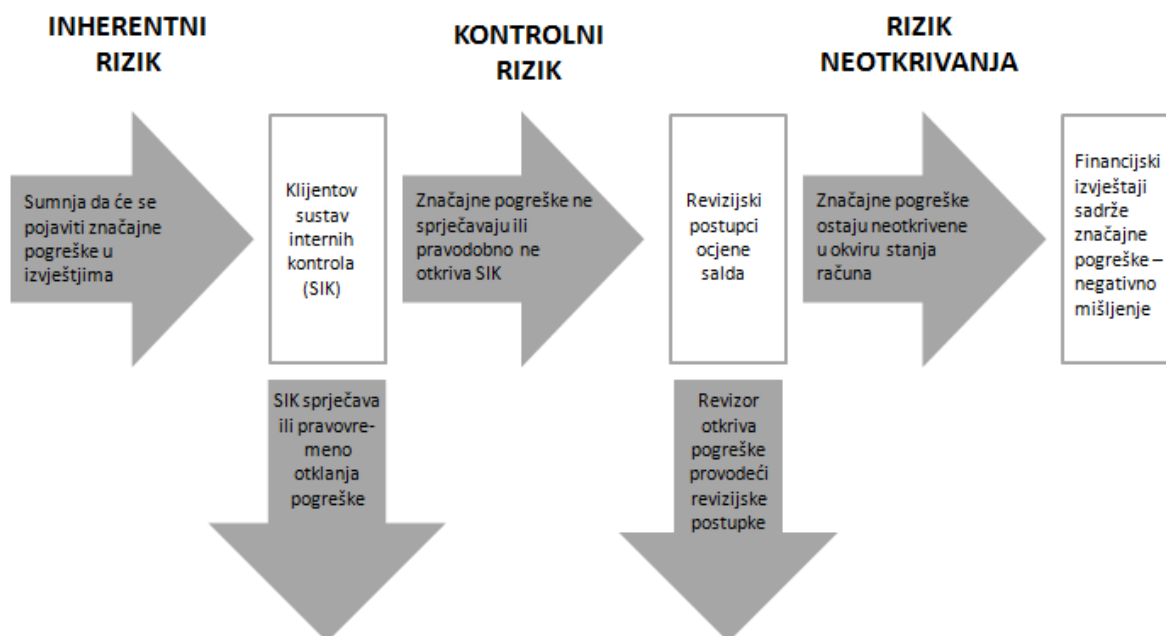 INHERENTNI
RIZIK
KONTROLNI
RIZIK
RIZIK
NEOTKRIVANJA
Sumnja da će se
pojaviti značajne
pogreške u
izvještjima
Klijentov
sustav
internih
kontrola
(SIK)
Značajne pogreške ne
sprječavaju ili
pravodobno ne
otkriva SIK
Revizijski
postupci
ocjene
salda
Značajne pogreške
ostaju neotkrivene
u okviru stanja
računa
Financijski
izvještaji
sadrže
značajne
pogreške –
negativno
mišljenje
SIK sprječava
ili pravovre-
meno
otklanja
pogreške
Revizor
otkriva
pogreške
provodeći
revizijske
postupke